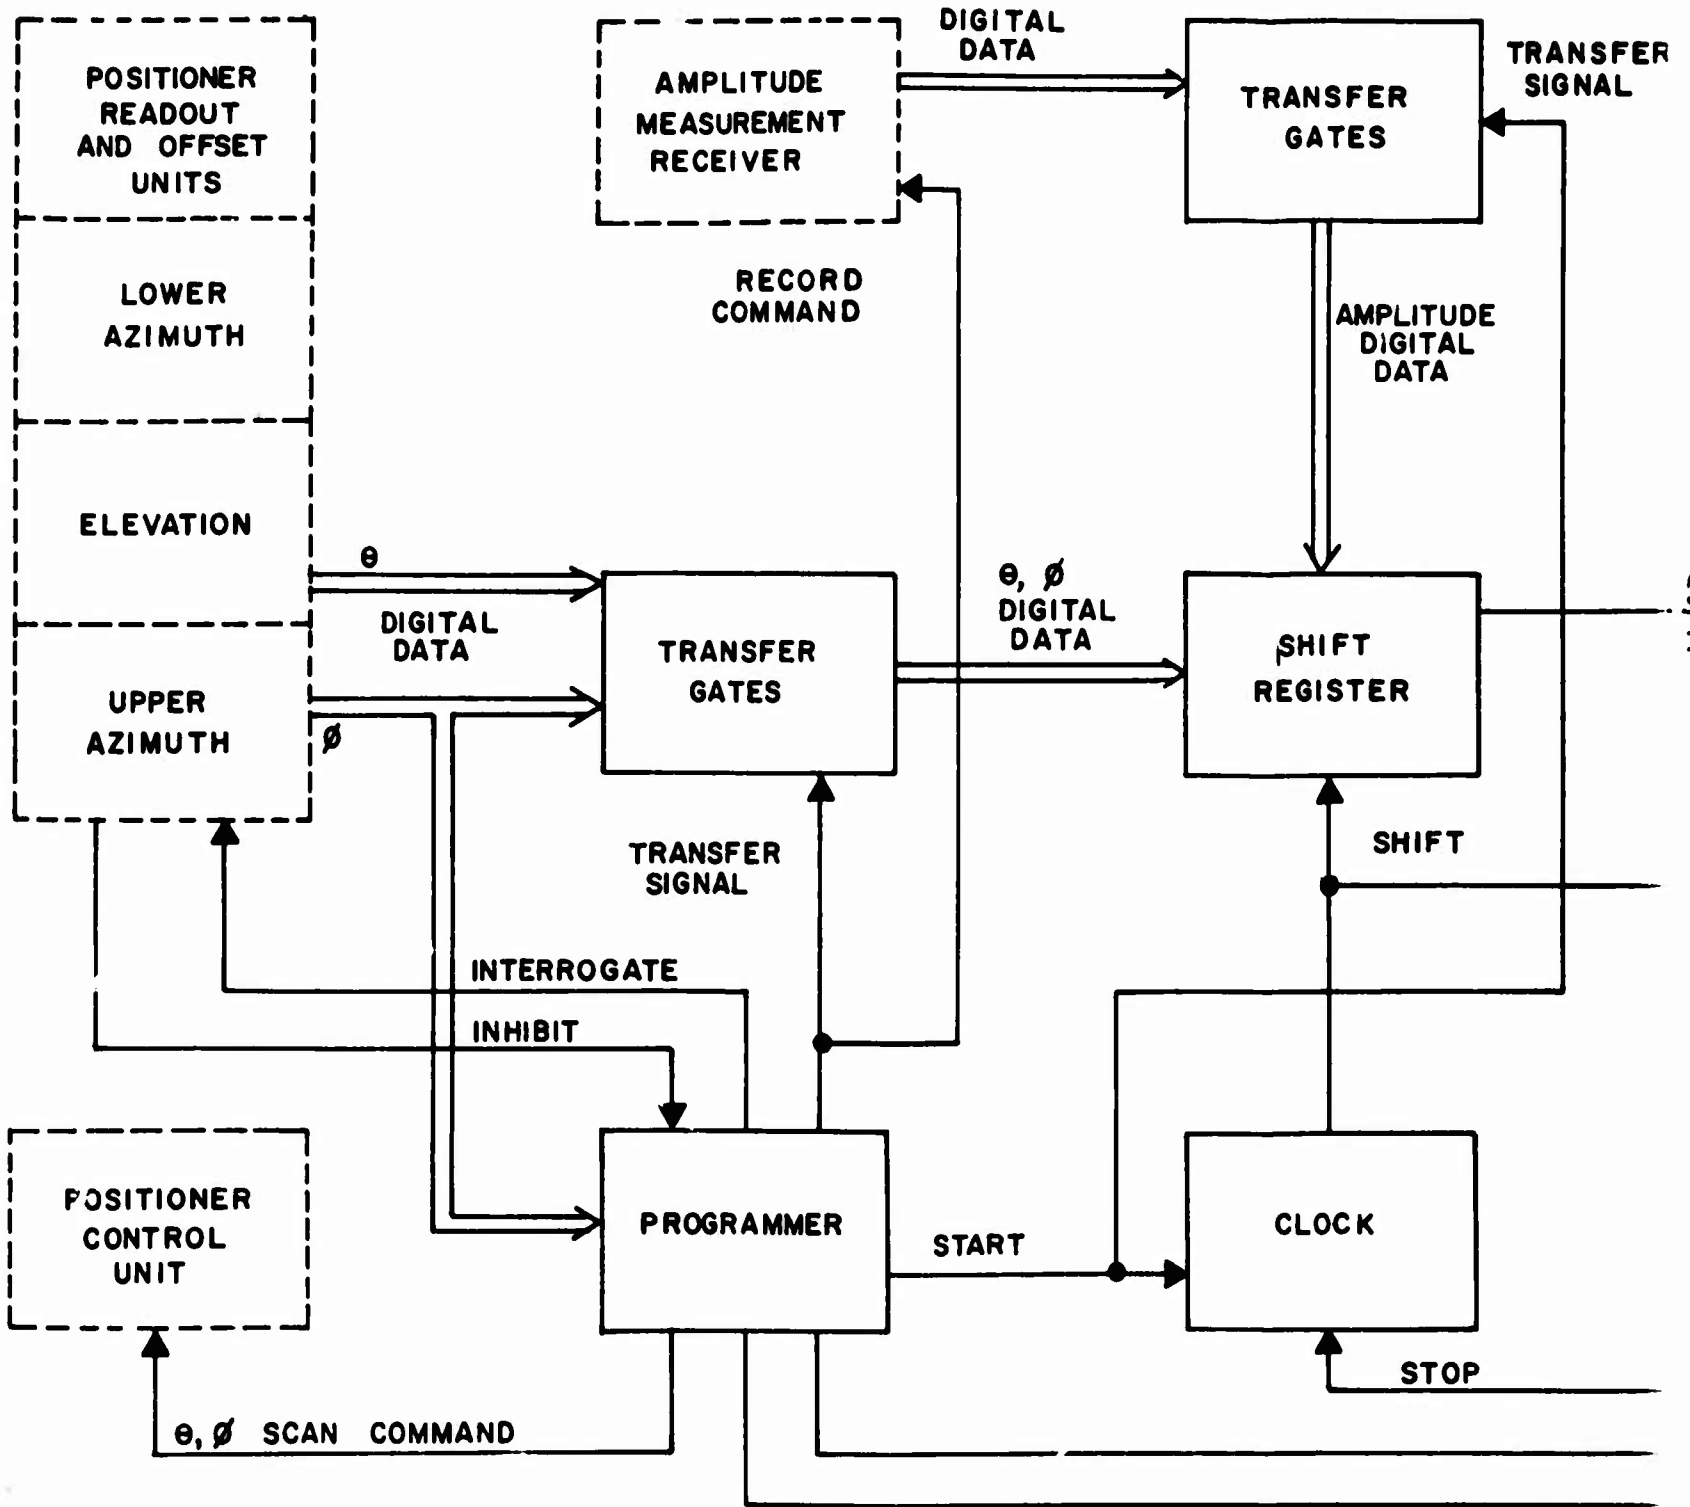 POSITIONER
READOUT
AND OFFSET
UNITS
LOWER
AZIMUTH
ELEVATION
UPPER
AZIMUTH
AMPLITUDE
MEASUREMENT
RECEIVER
DIGITAL
DATA
TRANSFER
GATES
TRANSFER
SIGNAL
RECORD
COMMAND
AMPLITUDE
DIGITAL
DATA
θ
DIGITAL
DATA
ø
TRANSFER
GATES
θ, ø
DIGITAL
DATA
SHIFT
REGISTER
TRANSFER
SIGNAL
SHIFT
INTERROGATE
INHIBIT
POSITIONER
CONTROL
UNIT
PROGRAMMER
START
CLOCK
STOP
θ, ø SCAN COMMAND